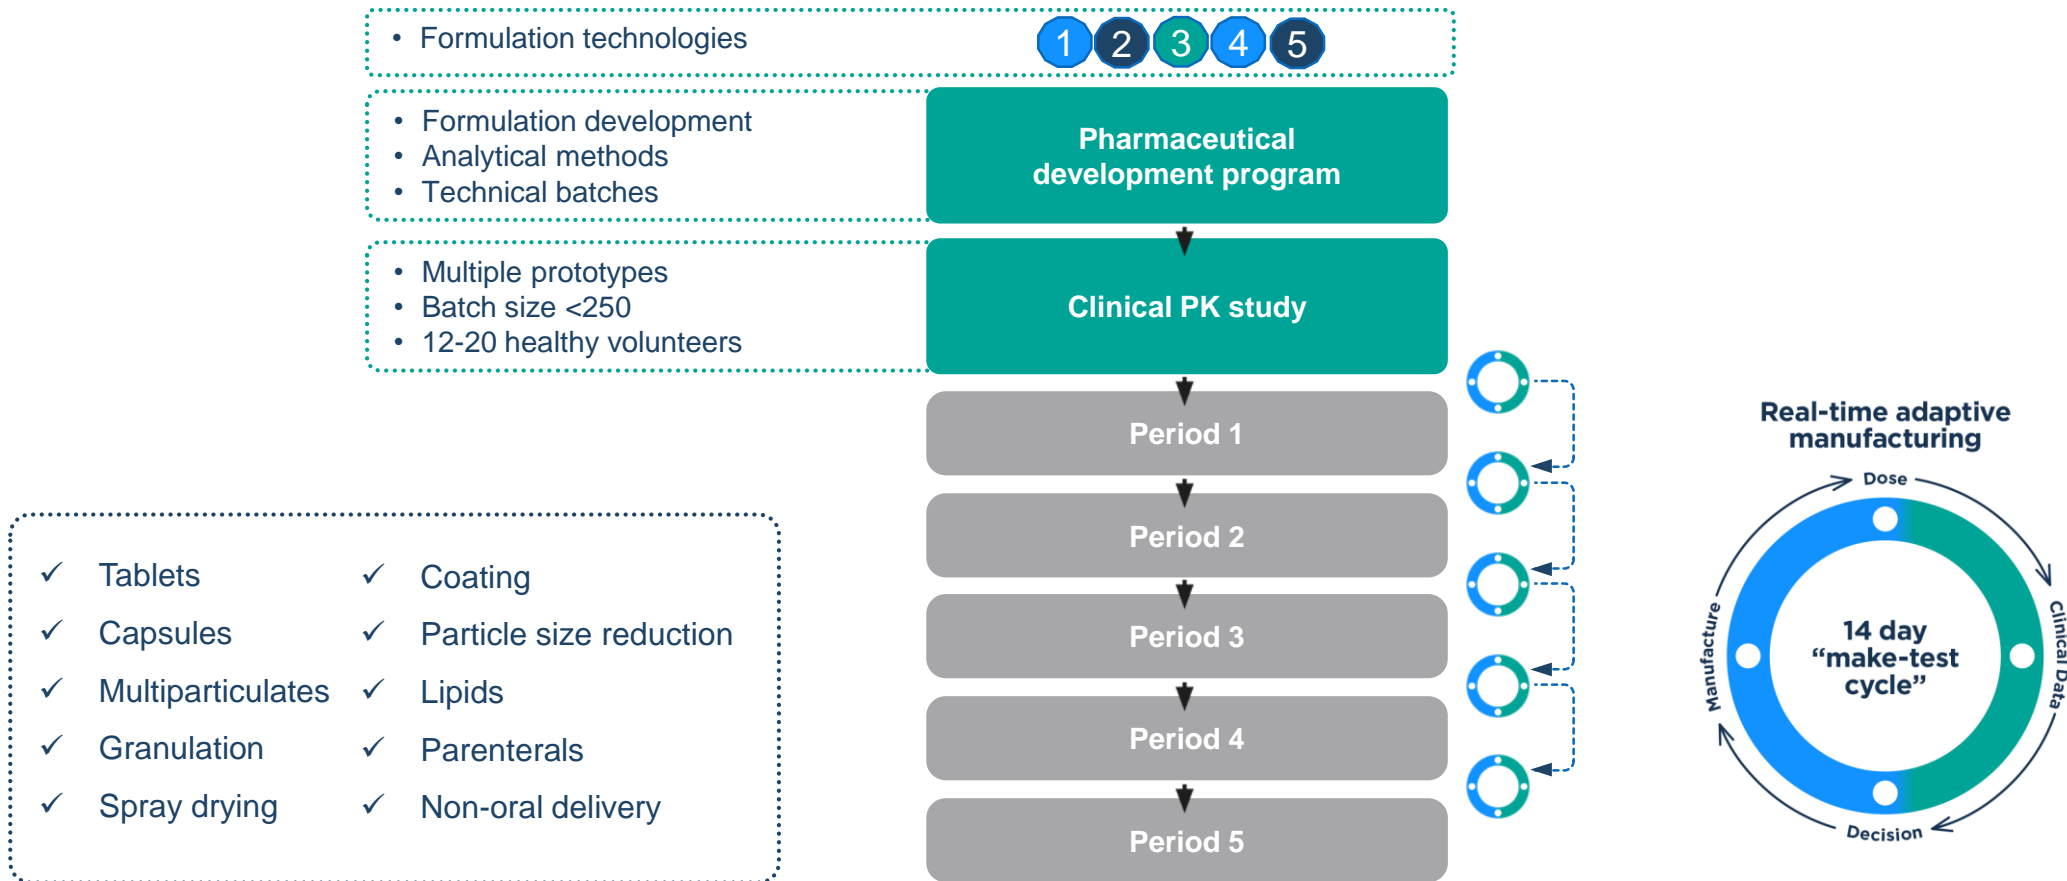 • Formulation technologies
1 2 3 4 5
• Formulation development
• Analytical methods
• Technical batches
Pharmaceutical
development program
• Multiple prototypes
• Batch size <250
• 12-20 healthy volunteers
Clinical PK study
Period 1
Period 2
Period 3
Period 4
Period 5
✓ Tablets
✓ Capsules
✓ Multiparticulates
✓ Granulation
✓ Spray drying
✓ Coating
✓ Particle size reduction
✓ Lipids
✓ Parenterals
✓ Non-oral delivery
Real-time adaptive
manufacturing
Dose
Clinical Data
Decision
Manufacture
14 day
“make-test
cycle”